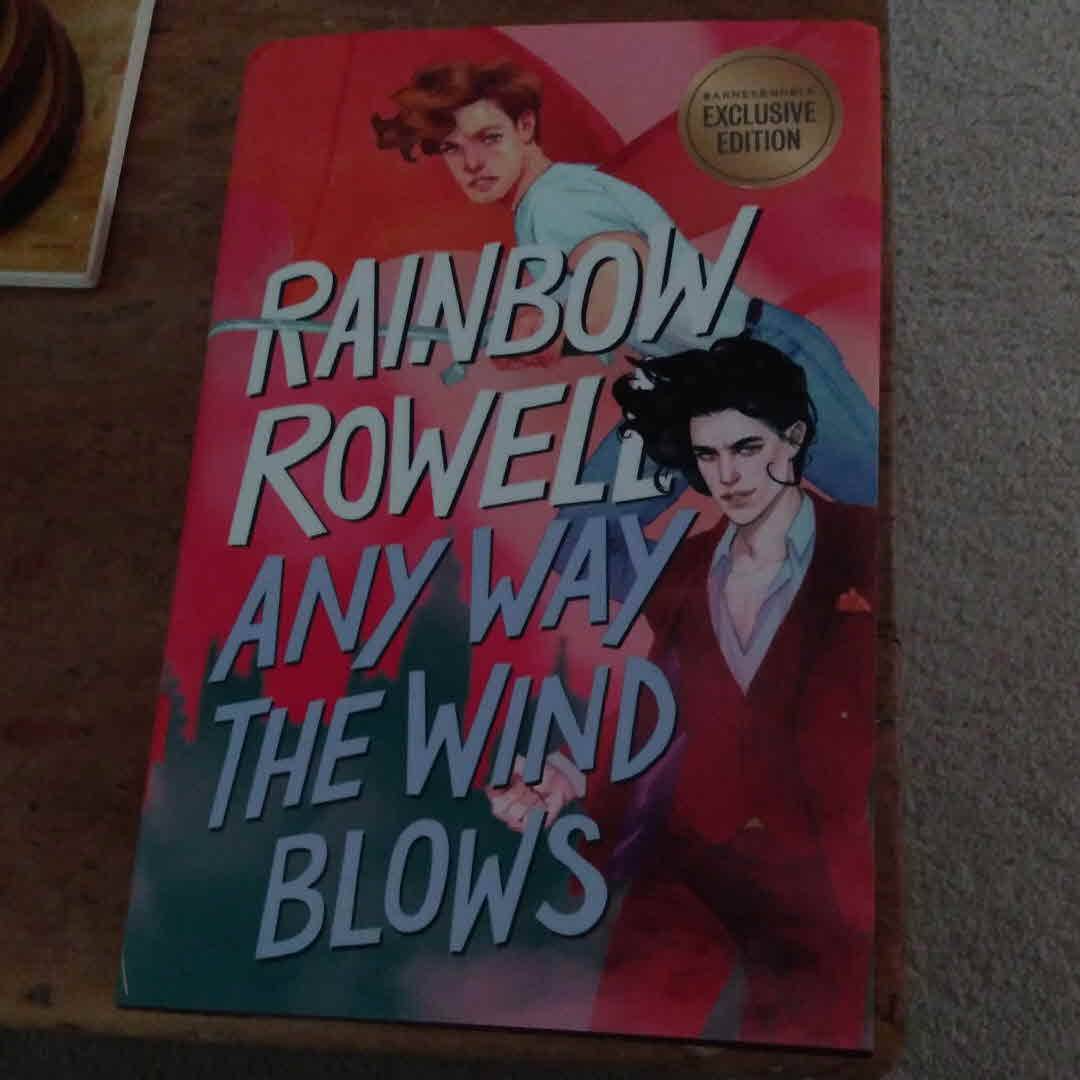 BARNES&NOBLE
EXCLUSIVE
EDITION
RAINBOW
ROWELL
ANY WAY
THE WIND
BLOWS